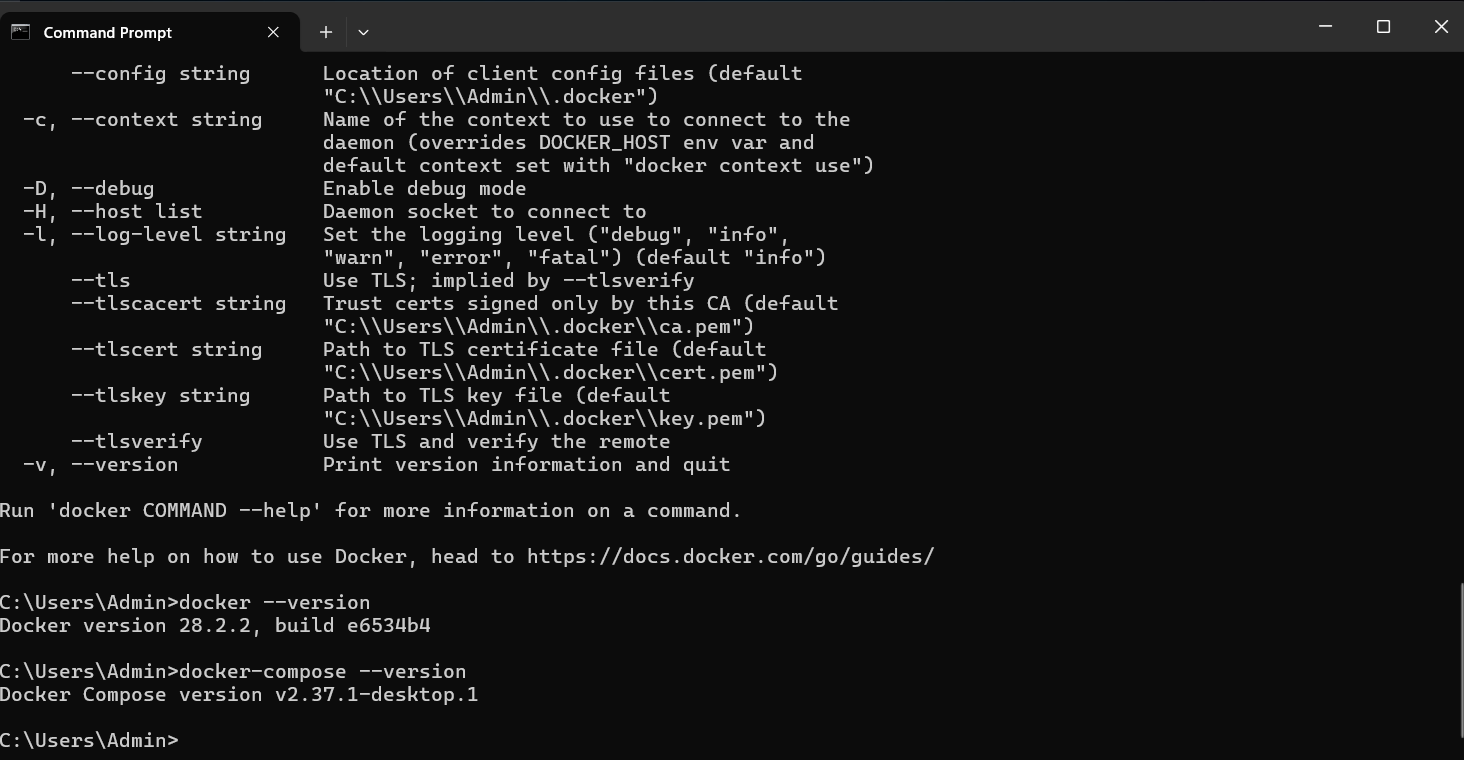 Command Prompt
--config string Location of client config files (default
"C:\\Users\\Admin\\.docker")
-c, --context string Name of the context to use to connect to the
daemon (overrides DOCKER_HOST env var and
default context set with "docker context use")
-D, --debug Enable debug mode
-H, --host list Daemon socket to connect to
-l, --log-level string Set the logging level ("debug", "info",
"warn", "error", "fatal") (default "info")
--tls Use TLS; implied by --tlsverify
--tlscacert string Trust certs signed only by this CA (default
"C:\\Users\\Admin\\.docker\\ca.pem")
--tlscert string Path to TLS certificate file (default
"C:\\Users\\Admin\\.docker\\cert.pem")
--tlskey string Path to TLS key file (default
"C:\\Users\\Admin\\.docker\\key.pem")
--tlsverify Use TLS and verify the remote
-v, --version Print version information and quit
Run 'docker COMMAND --help' for more information on a command.
For more help on how to use Docker, head to https://docs.docker.com/go/guides/
C:\Users\Admin>docker --version
Docker version 28.2.2, build e6534b4
C:\Users\Admin>docker-compose --version
Docker Compose version v2.37.1-desktop.1
C:\Users\Admin>